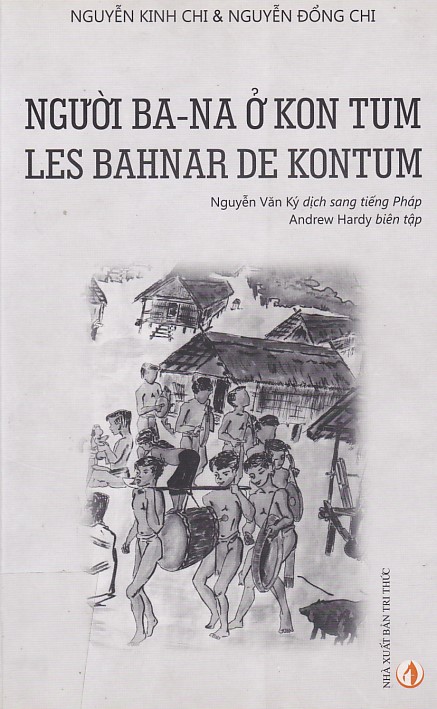 NGUYỄN KINH CHI & NGUYỄN ĐỔNG CHI
NGƯỜI BA-NA Ở KON TUM
LES BAHNAR DE KONTUM
Nguyễn Văn Ký dịch sang tiếng Pháp
Andrew Hardy biên tập
NHÀ XUẤT BẢN TRI THỨC